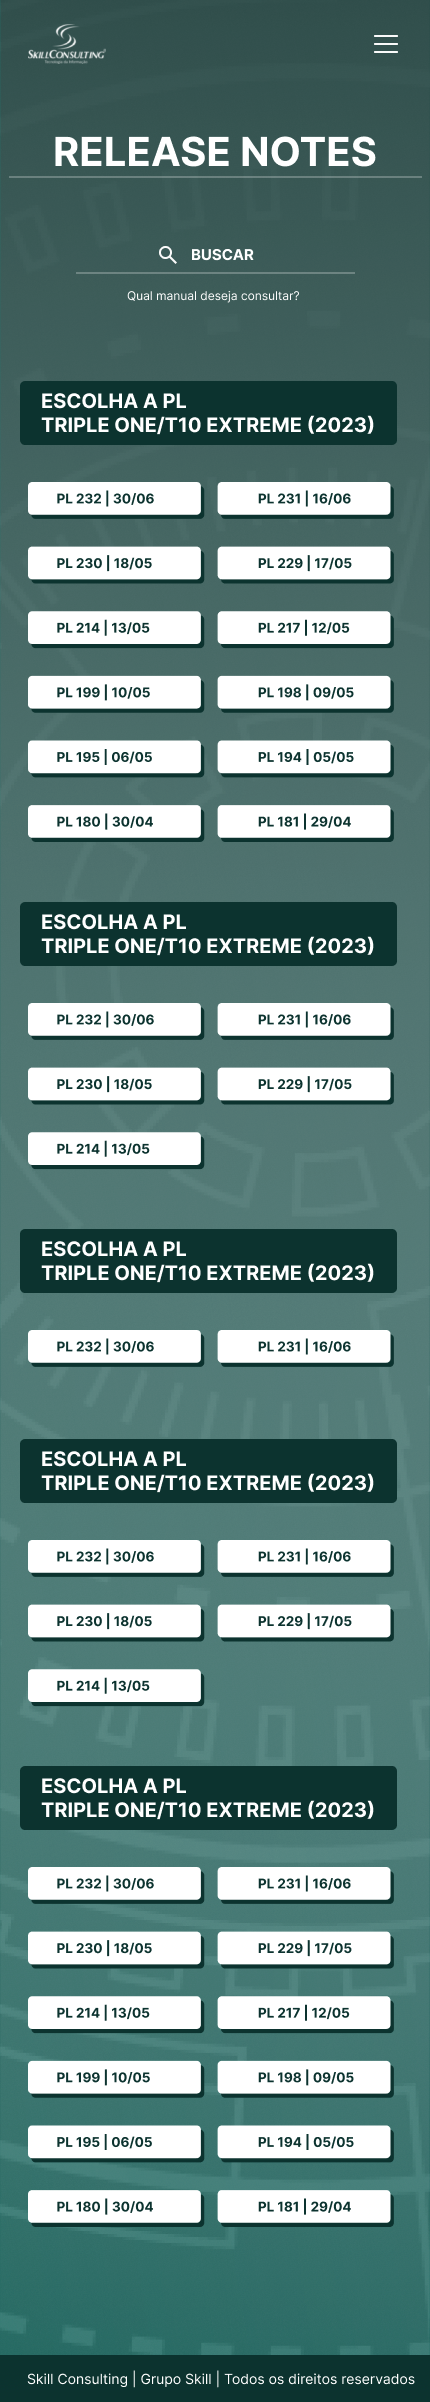 SKILLCONSULTING®
Tecnologia da Informação
RELEASE NOTES
BUSCAR
Qual manual deseja consultar?
ESCOLHA A PL
TRIPLE ONE/T10 EXTREME (2023)
PL 232 | 30/06
PL 231 | 16/06
PL 230 | 18/05
PL 229 | 17/05
PL 214 | 13/05
PL 217 | 12/05
PL 199 | 10/05
PL 198 | 09/05
PL 195 | 06/05
PL 194 | 05/05
PL 180 | 30/04
PL 181 | 29/04
ESCOLHA A PL
TRIPLE ONE/T10 EXTREME (2023)
PL 232 | 30/06
PL 231 | 16/06
PL 230 | 18/05
PL 229 | 17/05
PL 214 | 13/05
ESCOLHA A PL
TRIPLE ONE/T10 EXTREME (2023)
PL 232 | 30/06
PL 231 | 16/06
ESCOLHA A PL
TRIPLE ONE/T10 EXTREME (2023)
PL 232 | 30/06
PL 231 | 16/06
PL 230 | 18/05
PL 229 | 17/05
PL 214 | 13/05
ESCOLHA A PL
TRIPLE ONE/T10 EXTREME (2023)
PL 232 | 30/06
PL 231 | 16/06
PL 230 | 18/05
PL 229 | 17/05
PL 214 | 13/05
PL 217 | 12/05
PL 199 | 10/05
PL 198 | 09/05
PL 195 | 06/05
PL 194 | 05/05
PL 180 | 30/04
PL 181 | 29/04
Skill Consulting | Grupo Skill | Todos os direitos reservados